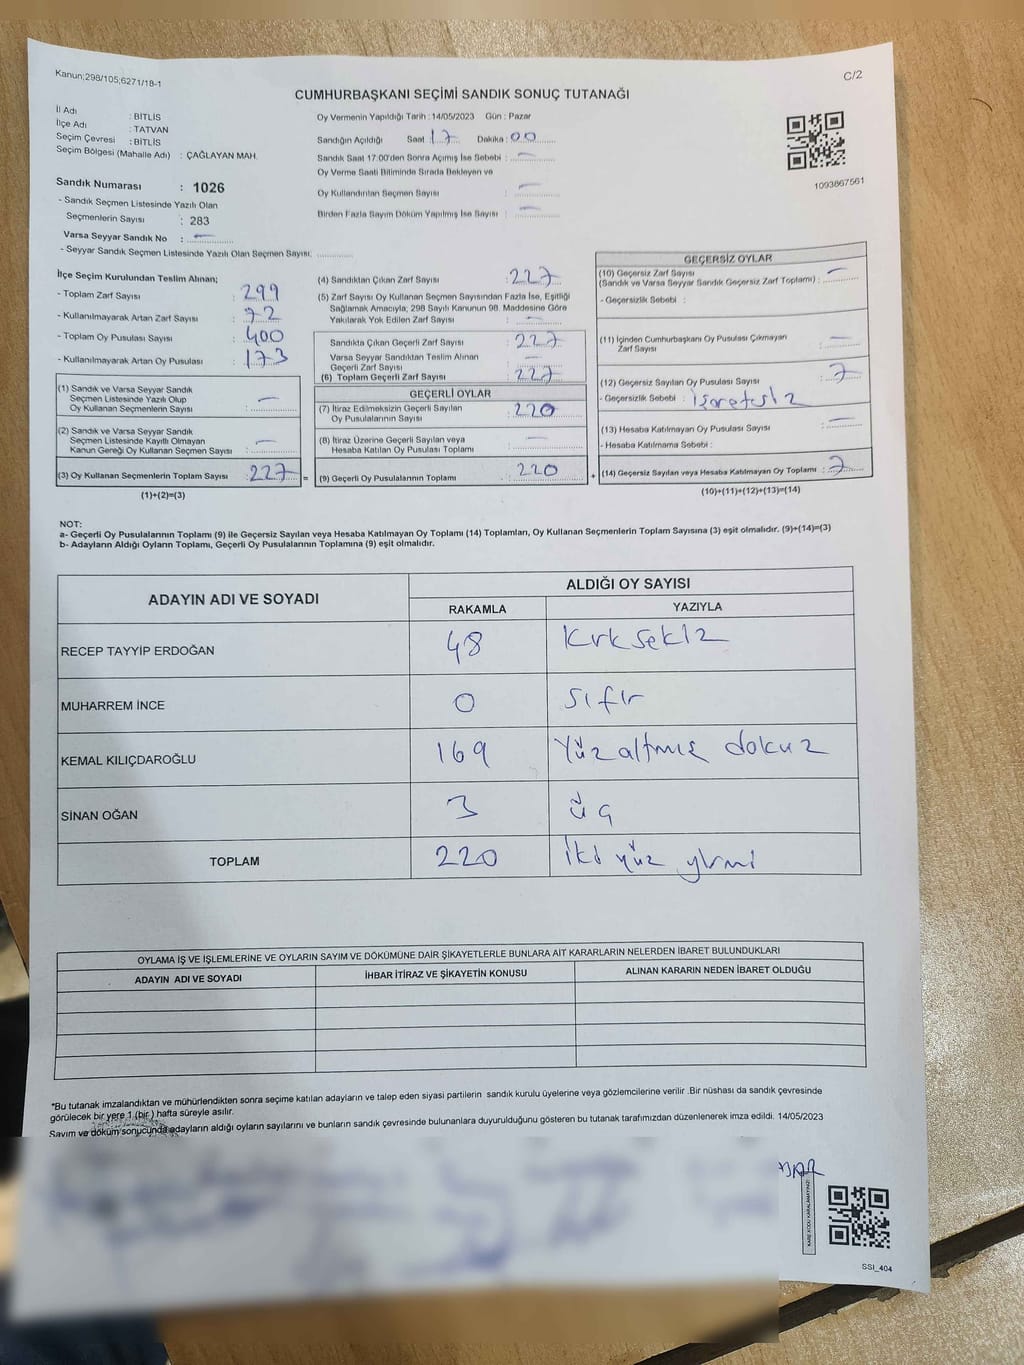 Kanun;298/105;6271/18-1
C/2
CUMHURBAŞKANI SEÇİMİ SANDIK SONUÇ TUTANAĞI
İl Adı : BİTLİS
İlçe Adı : TATVAN
Seçim Çevresi : BİTLİS
Seçim Bölgesi (Mahalle Adı) : ÇAĞLAYAN MAH.
Sandık Numarası : 1026
- Sandık Seçmen Listesinde Yazılı Olan
Seçmenlerin Sayısı : 283
Varsa Seyyar Sandık No : —
- Seyyar Sandık Seçmen Listesinde Yazılı Olan Seçmen Sayısı:
Oy Vermenin Yapıldığı Tarih : 14/05/2023 Gün : Pazar
Sandığın Açıldığı Saat 17 Dakika : 00
Sandık Saat 17:00'den Sonra Açımış İse Sebebi : —
Oy Verme Saati Bitiminde Sırada Bekleyen ve
Oy Kullandırılan Seçmen Sayısı : —
Birden Fazla Sayım Döküm Yapılmış İse Sayısı : —
1093867561
İlçe Seçim Kurulundan Teslim Alınan;
- Toplam Zarf Sayısı : 299
- Kullanılmayarak Artan Zarf Sayısı : 72
- Toplam Oy Pusulası Sayısı : 400
- Kullanılmayarak Artan Oy Pusulası : 173
(1) Sandık ve Varsa Seyyar Sandık
Seçmen Listesinde Yazılı Olup
Oy Kullanan Seçmenlerin Sayısı : —
(2) Sandık ve Varsa Seyyar Sandık
Seçmen Listesinde Kayıtlı Olmayan
Kanun Gereği Oy Kullanan Seçmen Sayısı : —
(3) Oy Kullanan Seçmenlerin Toplam Sayısı : 227 =
(1)+(2)=(3)
(4) Sandıktan Çıkan Zarf Sayısı : 227
(5) Zarf Sayısı Oy Kullanan Seçmen Sayısından Fazla İse, Eşitliği
Sağlamak Amacıyla; 298 Sayılı Kanunun 98. Maddesine Göre
Yakılarak Yok Edilen Zarf Sayısı : —
Sandıkta Çıkan Geçerli Zarf Sayısı : 227
Varsa Seyyar Sandıktan Teslim Alınan
Geçerli Zarf Sayısı : —
(6) Toplam Geçerli Zarf Sayısı : 227
GEÇERLİ OYLAR
(7) İtiraz Edilmeksizin Geçerli Sayılan
Oy Pusulalarının Sayısı : 220
(8) İtiraz Üzerine Geçerli Sayılan veya
Hesaba Katılan Oy Pusulası Toplamı : —
(9) Geçerli Oy Pusulalarının Toplamı : 220 +
GEÇERSİZ OYLAR
(10) Geçersiz Zarf Sayısı
(Sandık ve Varsa Seyyar Sandık Geçersiz Zarf Toplamı) : —
- Geçersizlik Sebebi :
(11) İçinden Cumhurbaşkanı Oy Pusulası Çıkmayan
Zarf Sayısı : —
(12) Geçersiz Sayılan Oy Pusulası Sayısı : 7
- Geçersizlik Sebebi : işaretsiz
(13) Hesaba Katılmayan Oy Pusulası Sayısı : —
- Hesaba Katılmama Sebebi :
(14) Geçersiz Sayılan veya Hesaba Katılmayan Oy Toplamı : 7
(10)+(11)+(12)+(13)=(14)
NOT:
a- Geçerli Oy Pusulalarının Toplamı (9) ile Geçersiz Sayılan veya Hesaba Katılmayan Oy Toplamı (14) Toplamları, Oy Kullanan Seçmenlerin Toplam Sayısına (3) eşit olmalıdır. (9)+(14)=(3)
b- Adayların Aldığı Oyların Toplamı, Geçerli Oy Pusulalarının Toplamına (9) eşit olmalıdır.
ADAYIN ADI VE SOYADI ALDIĞI OY SAYISI
RAKAMLA YAZIYLA
RECEP TAYYİP ERDOĞAN 48 kırksekiz
MUHARREM İNCE 0 sıfır
KEMAL KILIÇDAROĞLU 169 Yüz altmış dokuz
SİNAN OĞAN 3 üç
TOPLAM 220 İki yüz yirmi
OYLAMA İŞ VE İŞLEMLERİNE VE OYLARIN SAYIM VE DÖKÜMÜNE DAİR ŞİKAYETLERLE BUNLARA AİT KARARLARIN NELERDEN İBARET BULUNDUKLARI
ADAYIN ADI VE SOYADI İHBAR İTİRAZ VE ŞİKAYETİN KONUSU ALINAN KARARIN NEDEN İBARET OLDUĞU
*Bu tutanak imzalandıktan ve mühürlendikten sonra seçime katılan adayların ve talep eden siyasi partilerin sandık kurulu üyelerine veya gözlemcilerine verilir .Bir nüshası da sandık çevresinde
görülecek bir yere 1 (bir ) hafta süreyle asılır.
Sayım ve döküm sonucunda adayların aldığı oyların sayılarını ve bunların sandık çevresinde bulunanlara duyurulduğunu gösteren bu tutanak tarafımızdan düzenlenerek imza edildi. 14/05/2023
KARE KODU KARALAMAYINIZ!
SSI_404